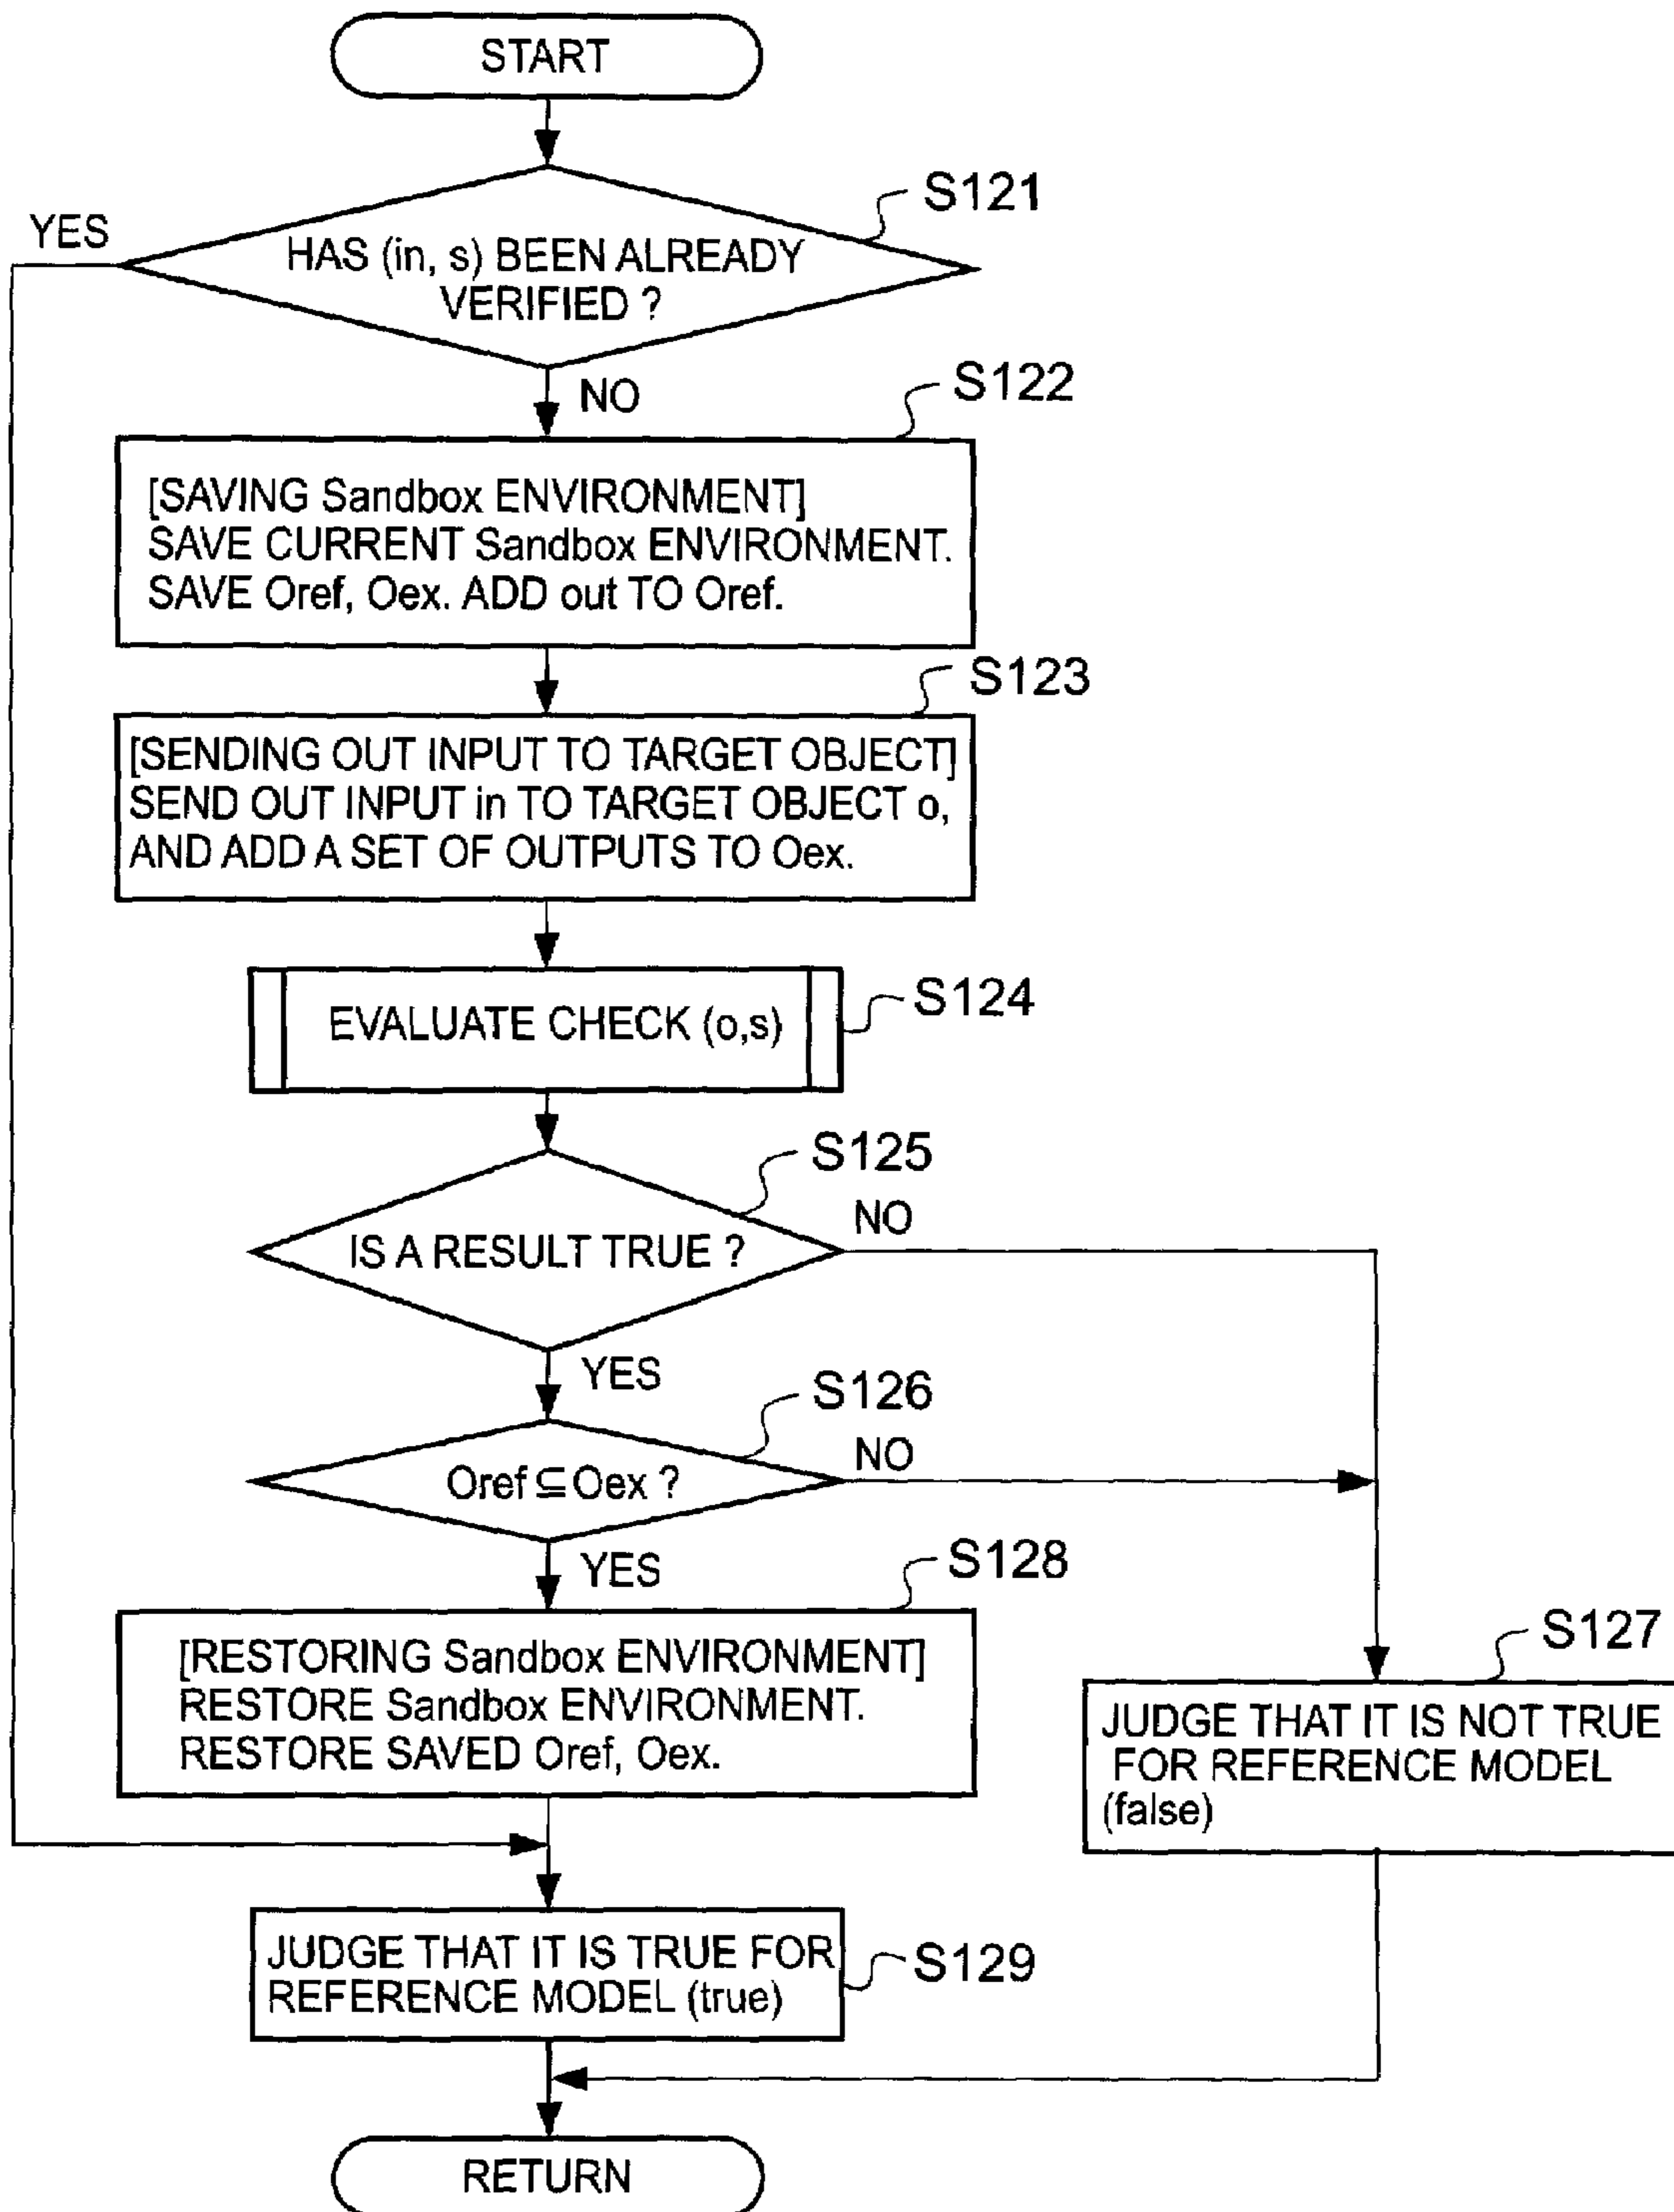 START
S121
YES
HAS (in, s) BEEN ALREADY
VERIFIED ?
NO
S122
[SAVING Sandbox ENVIRONMENT]
SAVE CURRENT Sandbox ENVIRONMENT.
SAVE Oref, Oex. ADD out TO Oref.
S123
[SENDING OUT INPUT TO TARGET OBJECT]
SEND OUT INPUT in TO TARGET OBJECT o,
AND ADD A SET OF OUTPUTS TO Oex.
S124
EVALUATE CHECK (o,s)
S125
NO
IS A RESULT TRUE ?
YES
S126
NO
Oref ⊆ Oex ?
YES
S128
[RESTORING Sandbox ENVIRONMENT]
RESTORE Sandbox ENVIRONMENT.
RESTORE SAVED Oref, Oex.
S127
JUDGE THAT IT IS NOT TRUE
FOR REFERENCE MODEL
(false)
JUDGE THAT IT IS TRUE FOR
REFERENCE MODEL (true)
S129
RETURN